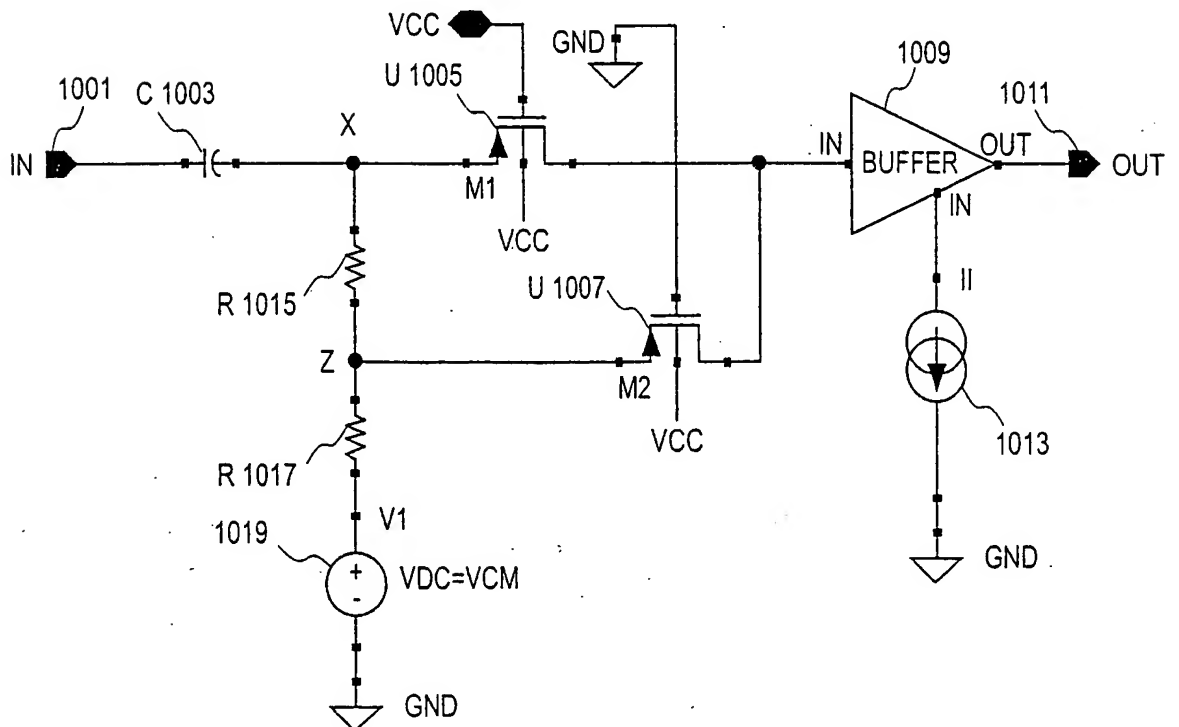 VCC
GND
1009
1001
C 1003
U 1005
1011
X
IN
IN
BUFFER
OUT
OUT
M1
IN
VCC
R 1015
U 1007
II
Z
M2
VCC
1013
R 1017
V1
1019
VDC=VCM
+
-
GND
GND